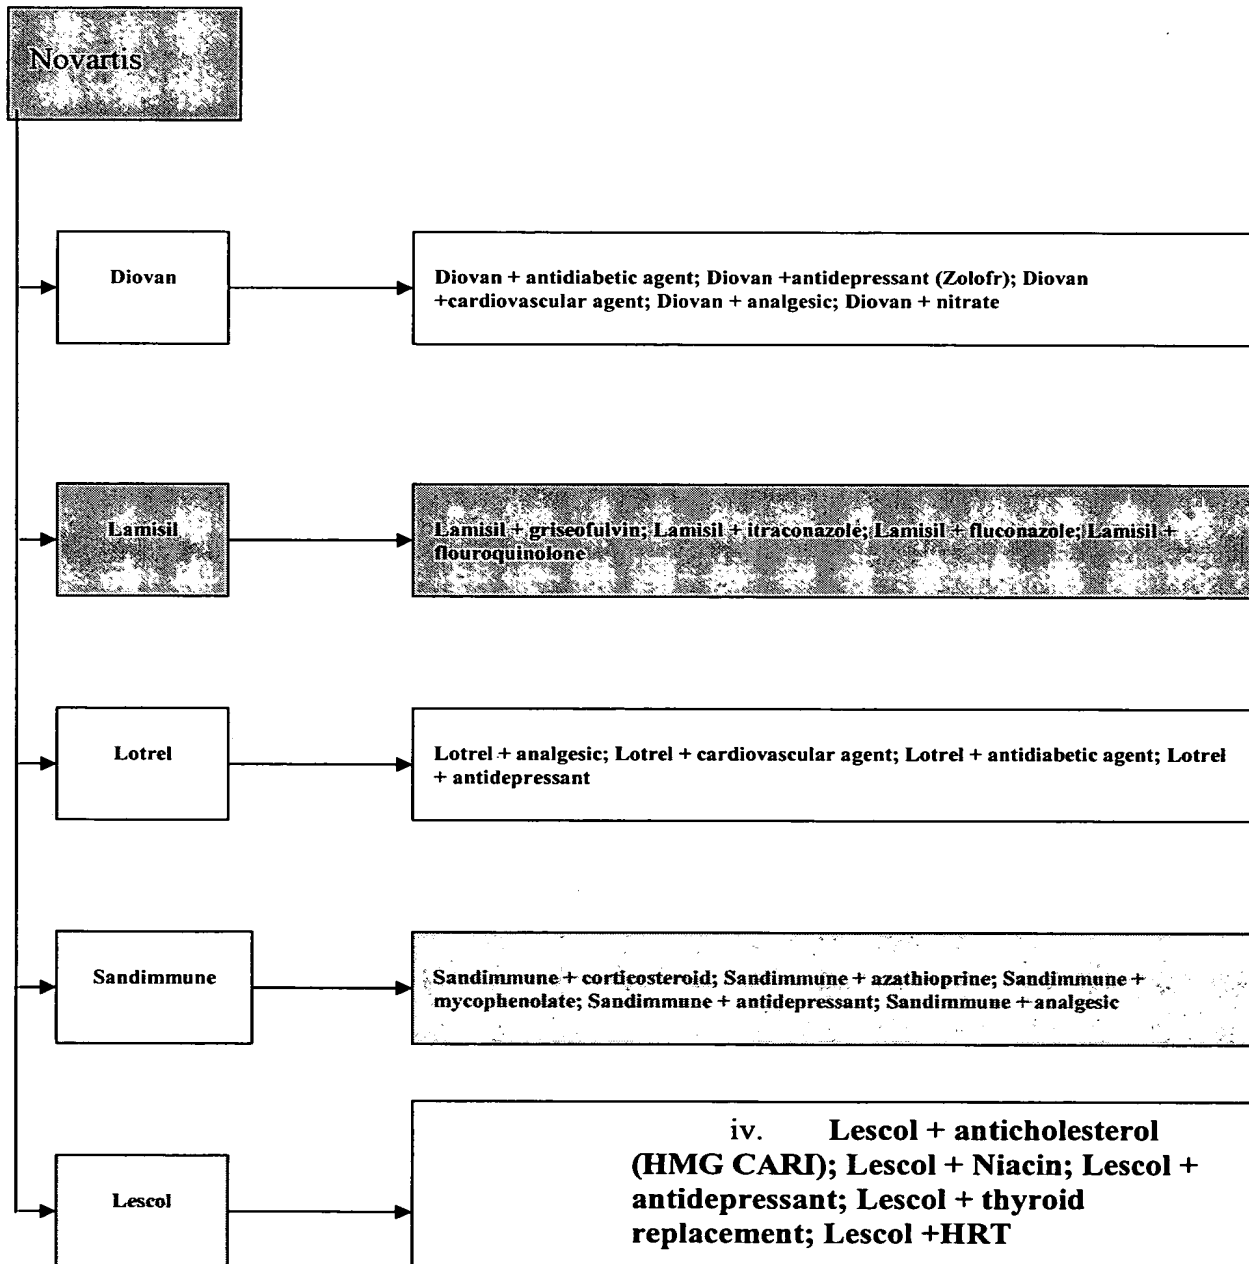 Novartis
Diovan
Diovan + antidiabetic agent; Diovan +antidepressant (Zolofr); Diovan
+cardiovascular agent; Diovan + analgesic; Diovan + nitrate
Lamisil
Lamisil + griseofulvin; Lamisil + itraconazole; Lamisil + fluconazole; Lamisil +
flouroquinolone
Lotrel
Lotrel + analgesic; Lotrel + cardiovascular agent; Lotrel + antidiabetic agent; Lotrel
+ antidepressant
Sandimmune
Sandimmune + corticosteroid; Sandimmune + azathioprine; Sandimmune +
mycophenolate; Sandimmune + antidepressant; Sandimmune + analgesic
Lescol
iv. Lescol + anticholesterol
(HMG CARI); Lescol + Niacin; Lescol +
antidepressant; Lescol + thyroid
replacement; Lescol +HRT